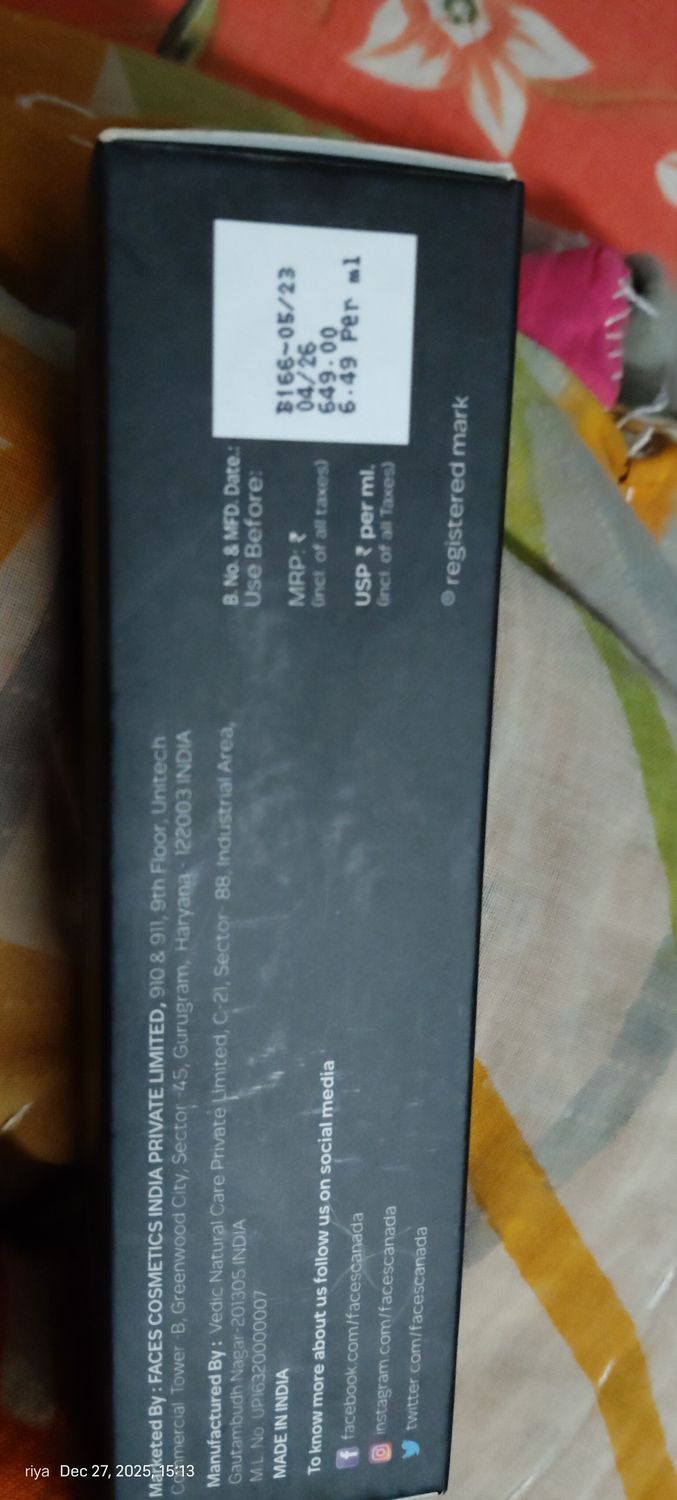 Marketed By : FACES COSMETICS INDIA PRIVATE LIMITED, 910 & 911, 9th Floor, Unitech
Commercial Tower B, Greenwood City, Sector -45, Gurugram, Haryana - 122003 INDIA
Manufactured By : Vedic Natural Care Private Limited, C-21, Sector- 88, Industrial Area,
Gautambudh Nagar-201305 INDIA
M.L. No. UP16320000007
MADE IN INDIA
To know more about us follow us on social media
facebook.com/facescanada
instagram.com/facescanada
twitter.com/facescanada
B. No. & MFD. Date.:
Use Before:
MRP: ₹
(incl. of all taxes)
USP ₹ per ml.
(incl. of all Taxes)
® registered mark
B166~05/23
04/26
649.00
6.49 Per ml
riya Dec 27, 2025, 15:13